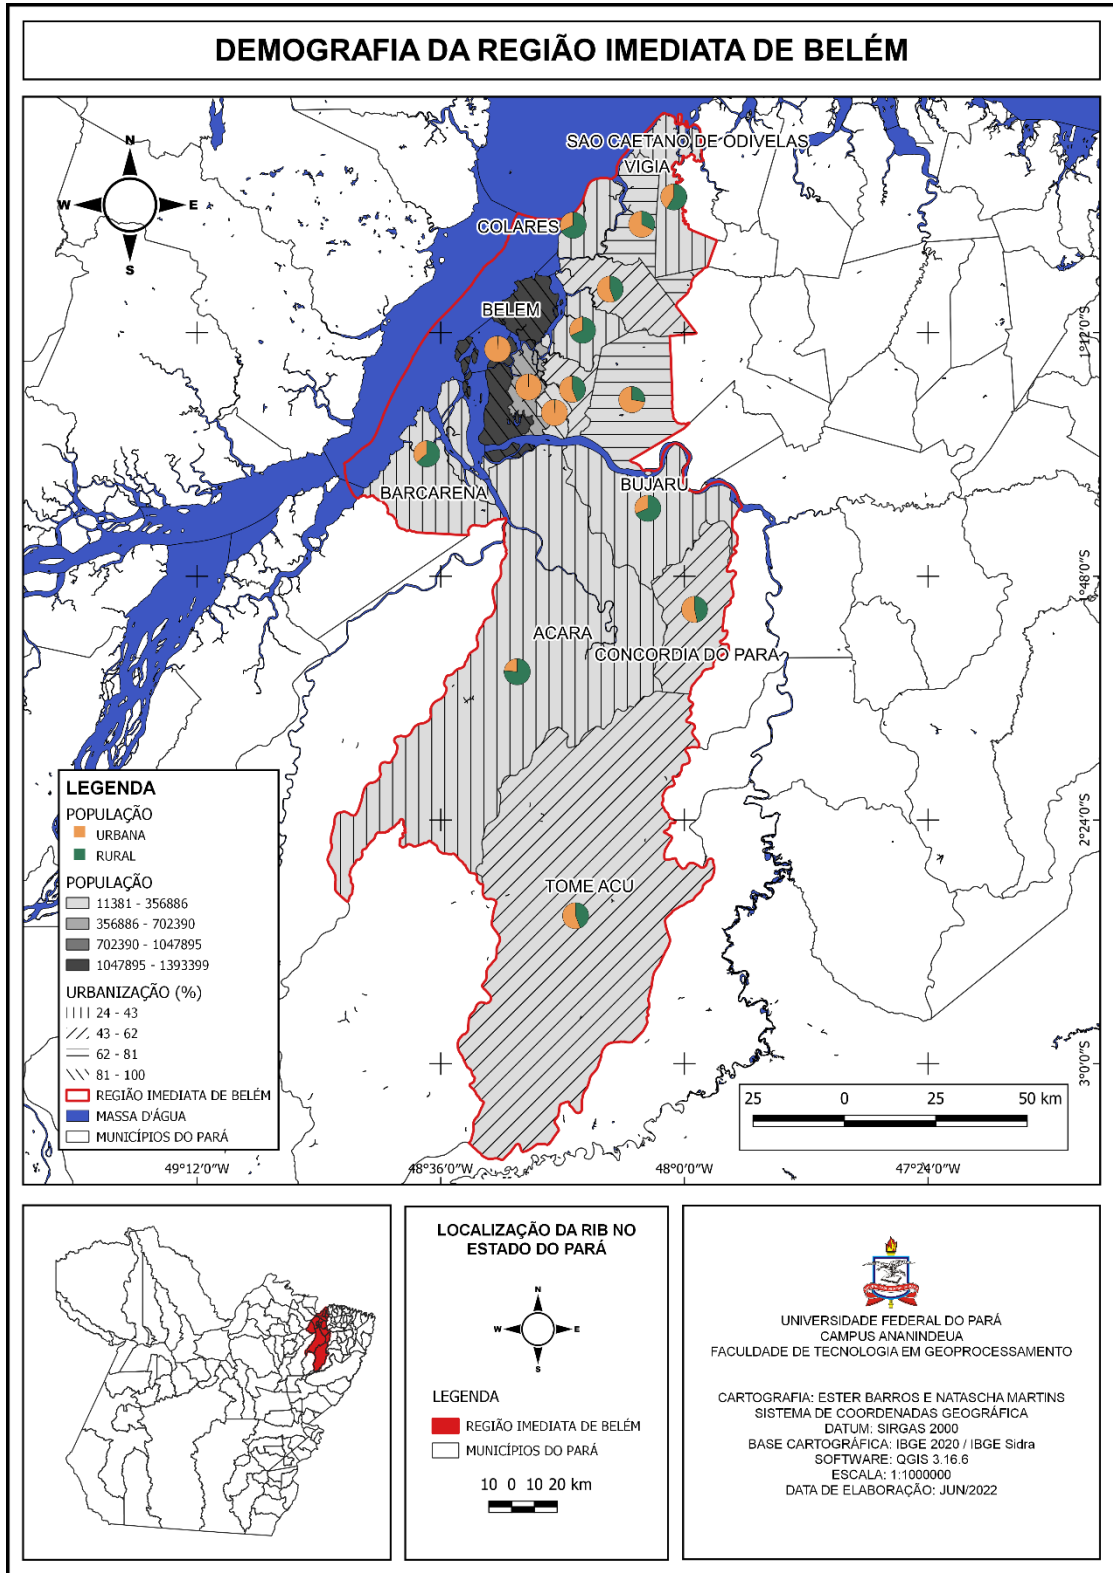 DEMOGRAFIA DA REGIÃO IMEDIATA DE BELÉM
N
W
E
S
SAO CAETANO DE ODIVELAS
VIGIA
COLARES
BELEM
BARCARENA
BUJARU
ACARA
CONCORDIA DO PARA
TOME ACU
1°12'0"S
1°48'0"S
2°24'0"S
3°0'0"S
49°12'0"W
48°36'0"W
48°0'0"W
47°24'0"W
LEGENDA
POPULAÇÃO
URBANA
RURAL
POPULAÇÃO
11381 - 356886
356886 - 702390
702390 - 1047895
1047895 - 1393399
URBANIZAÇÃO (%)
24 - 43
43 - 62
62 - 81
81 - 100
REGIÃO IMEDIATA DE BELÉM
MASSA D'ÁGUA
MUNICÍPIOS DO PARÁ
25 0 25 50 km
LOCALIZAÇÃO DA RIB NO
ESTADO DO PARÁ
N
W
E
S
LEGENDA
REGIÃO IMEDIATA DE BELÉM
MUNICÍPIOS DO PARÁ
10 0 10 20 km
UNIVERSIDADE FEDERAL DO PARÁ
CAMPUS ANANINDEUA
FACULDADE DE TECNOLOGIA EM GEOPROCESSAMENTO
CARTOGRAFIA: ESTER BARROS E NATASCHA MARTINS
SISTEMA DE COORDENADAS GEOGRÁFICA
DATUM: SIRGAS 2000
BASE CARTOGRÁFICA: IBGE 2020 / IBGE Sidra
SOFTWARE: QGIS 3.16.6
ESCALA: 1:1000000
DATA DE ELABORAÇÃO: JUN/2022